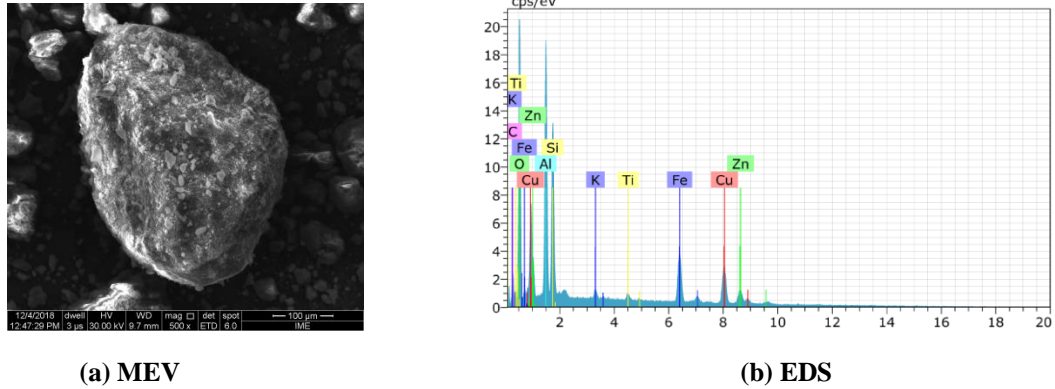 cps/eV
20
18
16
14
12
10
8
6
4
2
0
Ti
K
Zn
C
Fe Si
O Al Zn
Cu K Ti Fe Cu
2 4 6 8 10 12 14 16 18 20
12/4/2018 dwell HV WD mag □ det spot 100 µm
12:47:29 PM 3 µs 30.00 kV 9.7 mm 500 x ETD 6.0 IME
(a) MEV (b) EDS